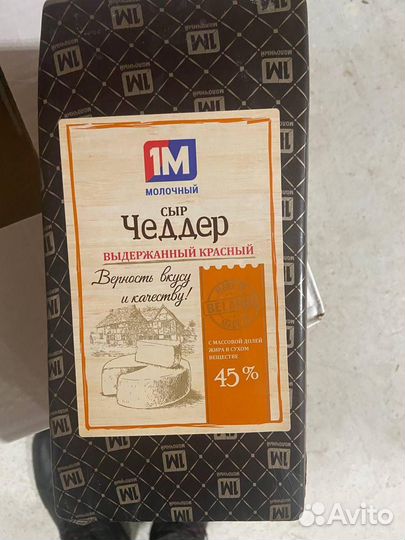 1М
МОЛОЧНЫЙ
СЫР
Чеддер
ВЫДЕРЖАННЫЙ КРАСНЫЙ
Верность вкусу
и качеству!
BELARUS
С МАССОВОЙ ДОЛЕЙ
ЖИРА В СУХОМ
ВЕЩЕСТВЕ
45%
Avito